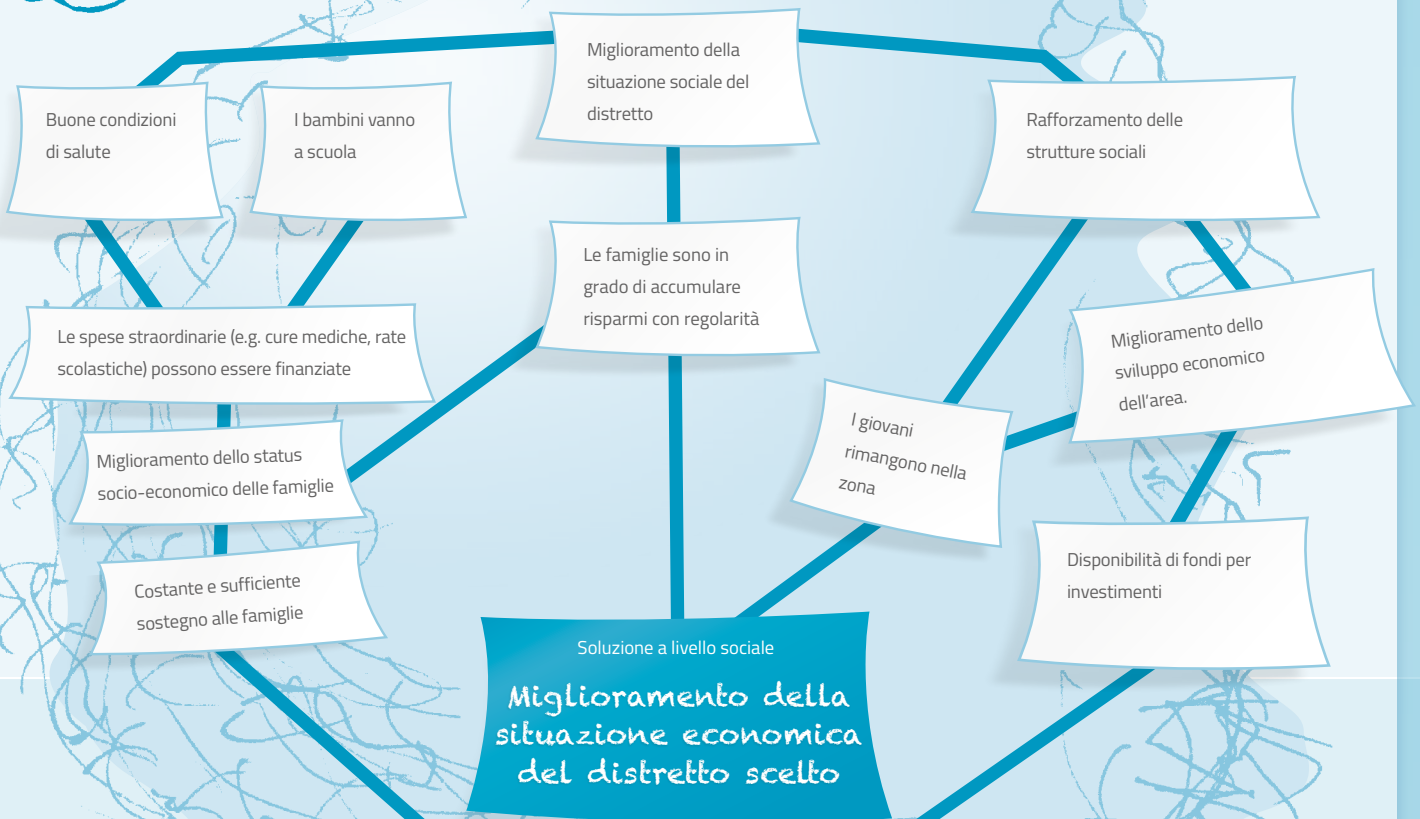 Miglioramento della
situazione sociale del
distretto
Buone condizioni
di salute
I bambini vanno
a scuola
Rafforzamento delle
strutture sociali
Le famiglie sono in
grado di accumulare
risparmi con regolarità
Le spese straordinarie (e.g. cure mediche, rate
scolastiche) possono essere finanziate
Miglioramento dello
sviluppo economico
dell'area.
I giovani
rimangono nella
zona
Miglioramento dello status
socio-economico delle famiglie
Costante e sufficiente
sostegno alle famiglie
Disponibilità di fondi per
investimenti
Soluzione a livello sociale
Miglioramento della
situazione economica
del distretto scelto